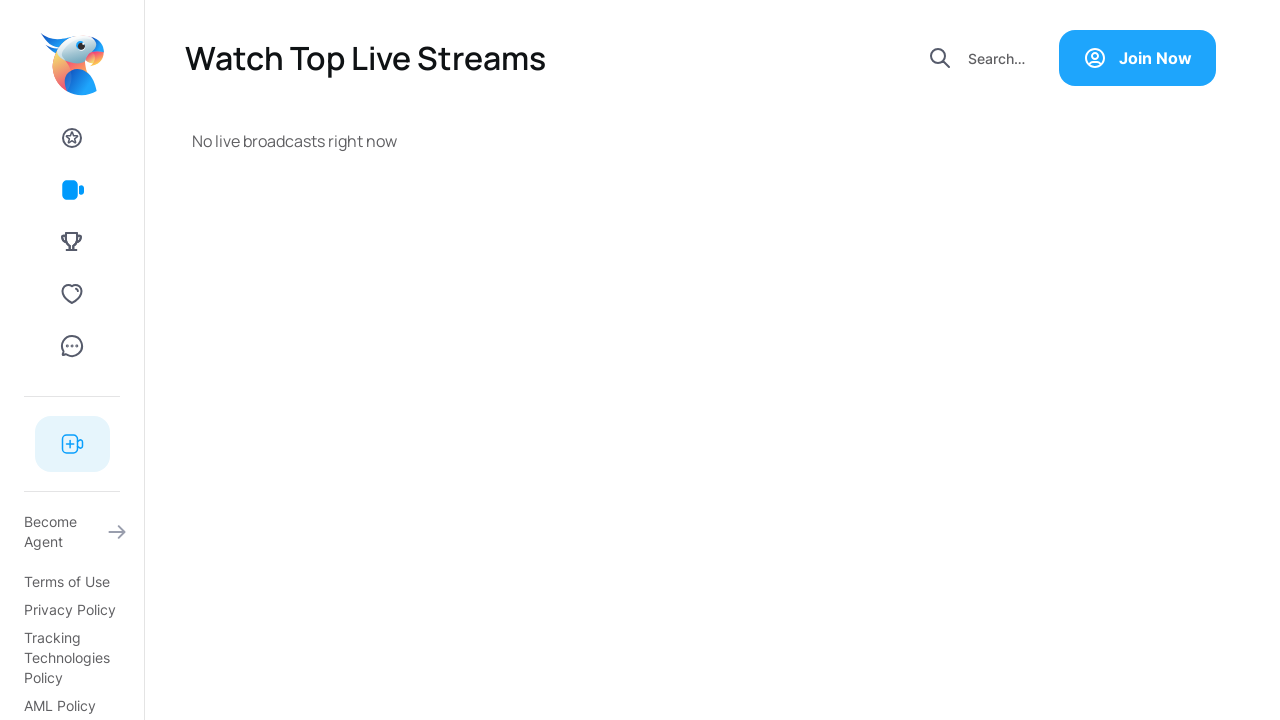 Watch Top Live Streams
Search...
Join Now
No live broadcasts right now
Become
Agent
Terms of Use
Privacy Policy
Tracking
Technologies
Policy
AML Policy